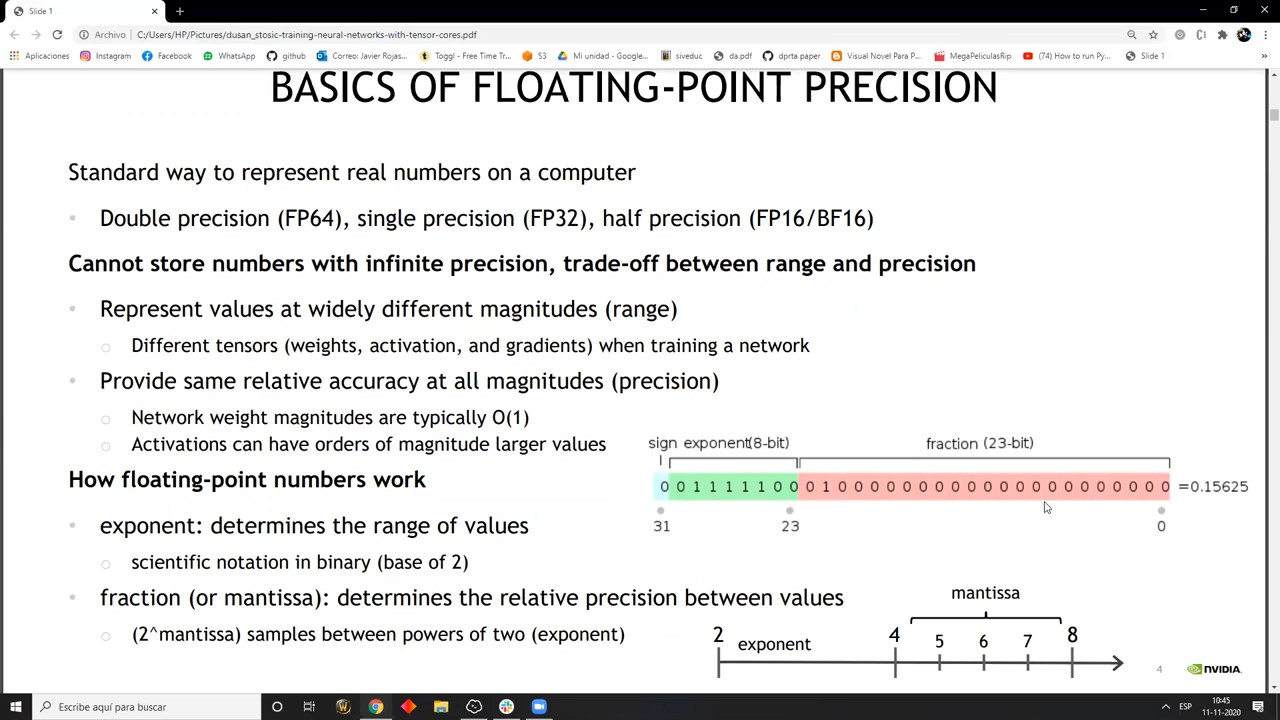 Slide 1
Archivo
C:/Users/HP/Pictures/dusan_stosic-training-neural-networks-with-tensor-cores.pdf
Aplicaciones
Instagram
Facebook
WhatsApp
github
Correo: Javier Rojas...
Toggl - Free Time Tr...
S3
Mi unidad - Google...
siveduc
da.pdf
dprta paper
Visual Novel Para P...
MegaPeliculasRip
(74) How to run Py...
Slide 1
BASICS OF FLOATING-POINT PRECISION
Standard way to represent real numbers on a computer
Double precision (FP64), single precision (FP32), half precision (FP16/BF16)
Cannot store numbers with infinite precision, trade-off between range and precision
Represent values at widely different magnitudes (range)
Different tensors (weights, activation, and gradients) when training a network
Provide same relative accuracy at all magnitudes (precision)
Network weight magnitudes are typically O(1)
Activations can have orders of magnitude larger values
How floating-point numbers work
exponent: determines the range of values
scientific notation in binary (base of 2)
fraction (or mantissa): determines the relative precision between values
(2^mantissa) samples between powers of two (exponent)
sign exponent(8-bit) fraction (23-bit)
0 0 1 1 1 1 1 0 0 0 1 0 0 0 0 0 0 0 0 0 0 0 0 0 0 0 0 0 0 0 0 0 =0.15625
31 23 0
mantissa
2 exponent 4 5 6 7 8
4 NVIDIA.
Escribe aquí para buscar
ESP
10:45
11-11-2020